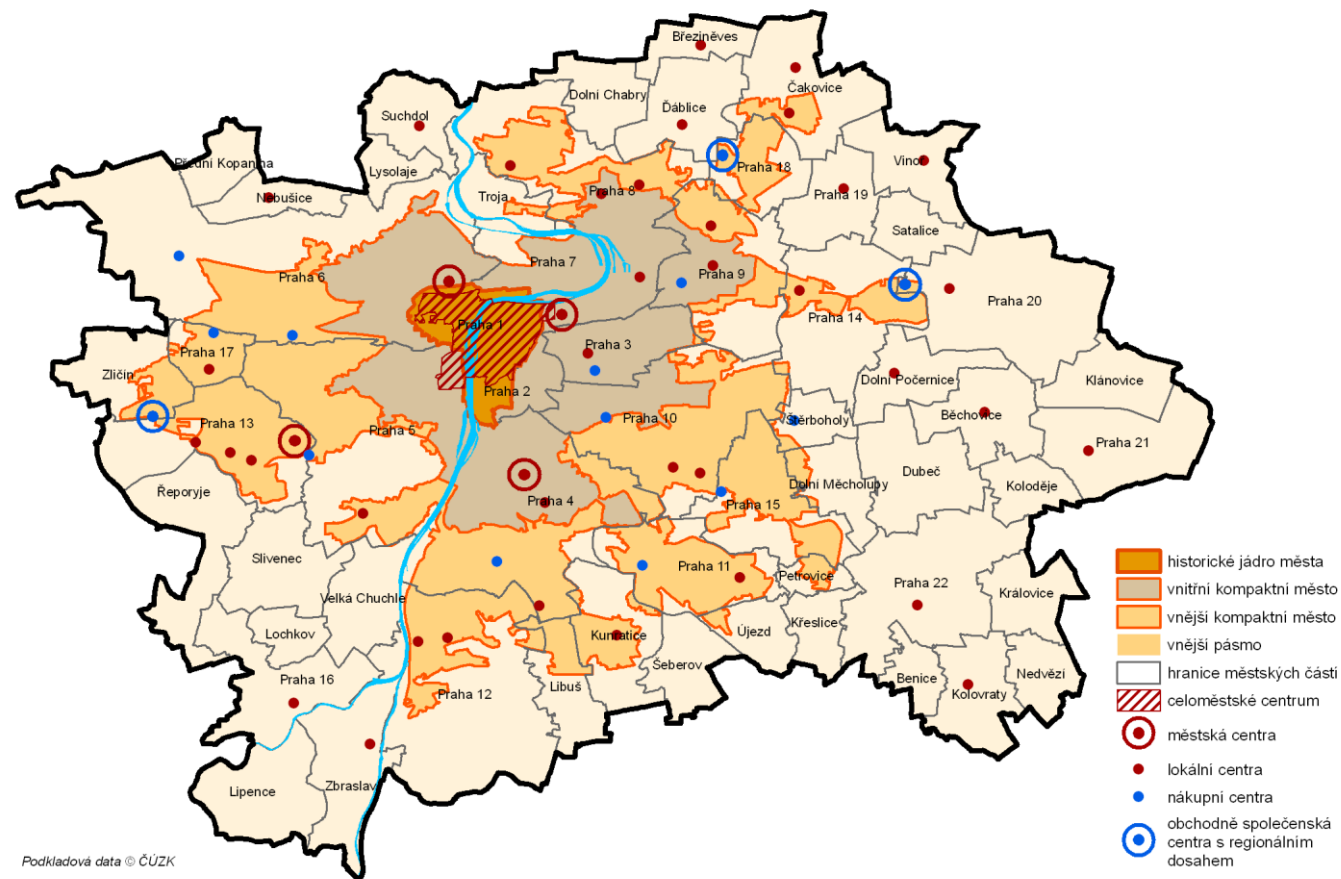 Březiněves
Dolní Chabry
Čakovice
Ďáblice
Suchdol
Přední Kopanina
Lysolaje
Nebušice
Praha 8
Praha 18
Vinoř
Troja
Praha 19
Satalice
Praha 7
Praha 9
Praha 6
Praha 20
Praha 1
Praha 14
Praha 3
Praha 17
Zličín
Dolní Počernice
Klánovice
Praha 2
Běchovice
Praha 13
Praha 5
Praha 10
Štěrboholy
Praha 21
Řeporyje
Dubeč
Dolní Měcholupy
Koloděje
Praha 4
Praha 15
Slivenec
Praha 11
Petrovice
Praha 22
Královice
Velká Chuchle
Lochkov
Kunratice
Újezd
Křeslice
Šeberov
Praha 16
Praha 12
Libuš
Benice
Kolovraty
Nedvězí
Lipence
Zbraslav
historické jádro města
vnitřní kompaktní město
vnější kompaktní město
vnější pásmo
hranice městských částí
celoměstské centrum
městská centra
lokální centra
nákupní centra
obchodně společenská
centra s regionálním
dosahem
Podkladová data © ČÚZK